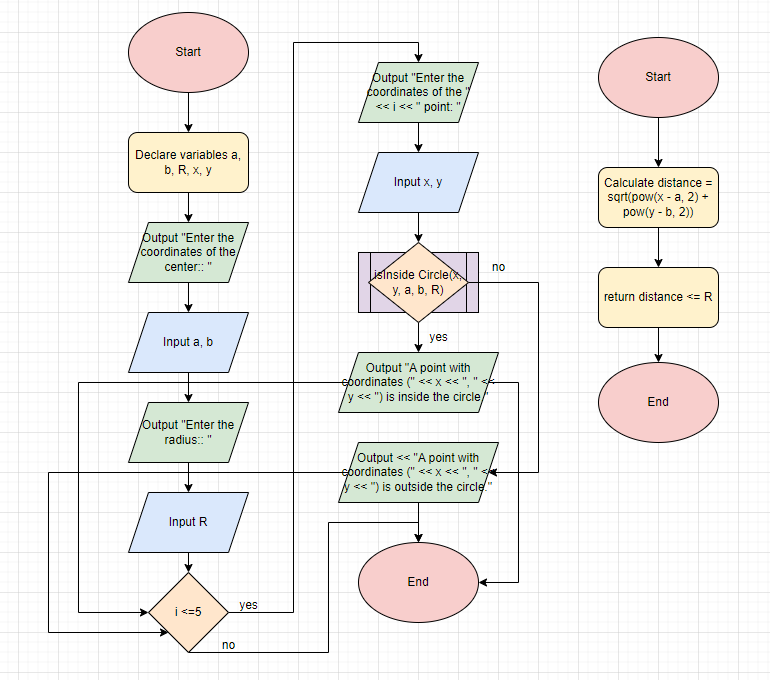 Start
Declare variables a,
b, R, x, y
Output "Enter the
coordinates of the
center:: "
Input a, b
Output "Enter the
radius:: "
Input R
i <=5
yes
no
Output "Enter the
coordinates of the "
<< i << " point: "
Input x, y
isInside Circle(x,
y, a, b, R)
no
yes
Output "A point with
coordinates (" << x << ", " <<
y << ") is inside the circle."
Output << "A point with
coordinates (" << x << ", " <<
y << ") is outside the circle."
End
Start
Calculate distance =
sqrt(pow(x - a, 2) +
pow(y - b, 2))
return distance <= R
End